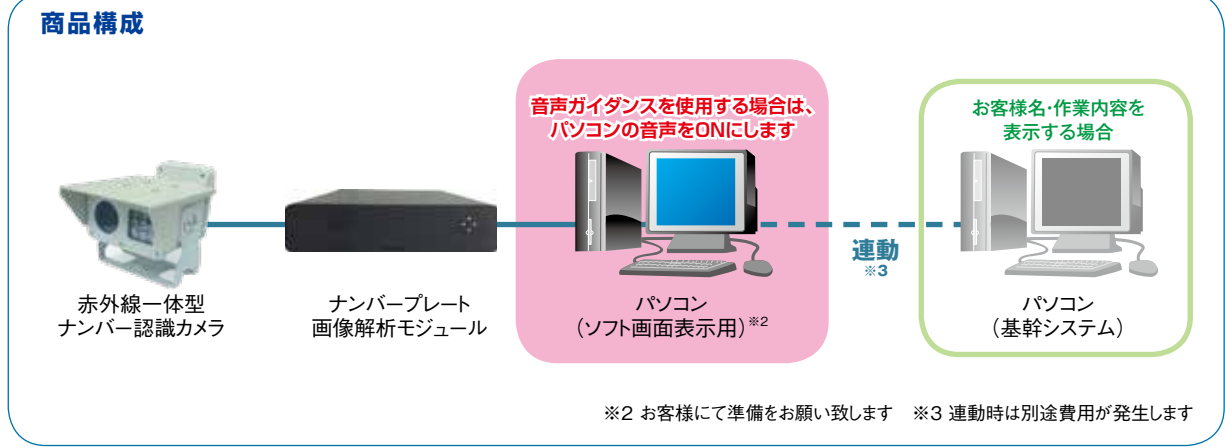 商品構成
音声ガイダンスを使用する場合は、
パソコンの音声をONにします
お客様名・作業内容を
表示する場合
連動
※3
赤外線一体型
ナンバー認識カメラ
ナンバープレート
画像解析モジュール
パソコン
（ソフト画面表示用）※2
パソコン
（基幹システム）
※2 お客様にて準備をお願い致します ※3 連動時は別途費用が発生します